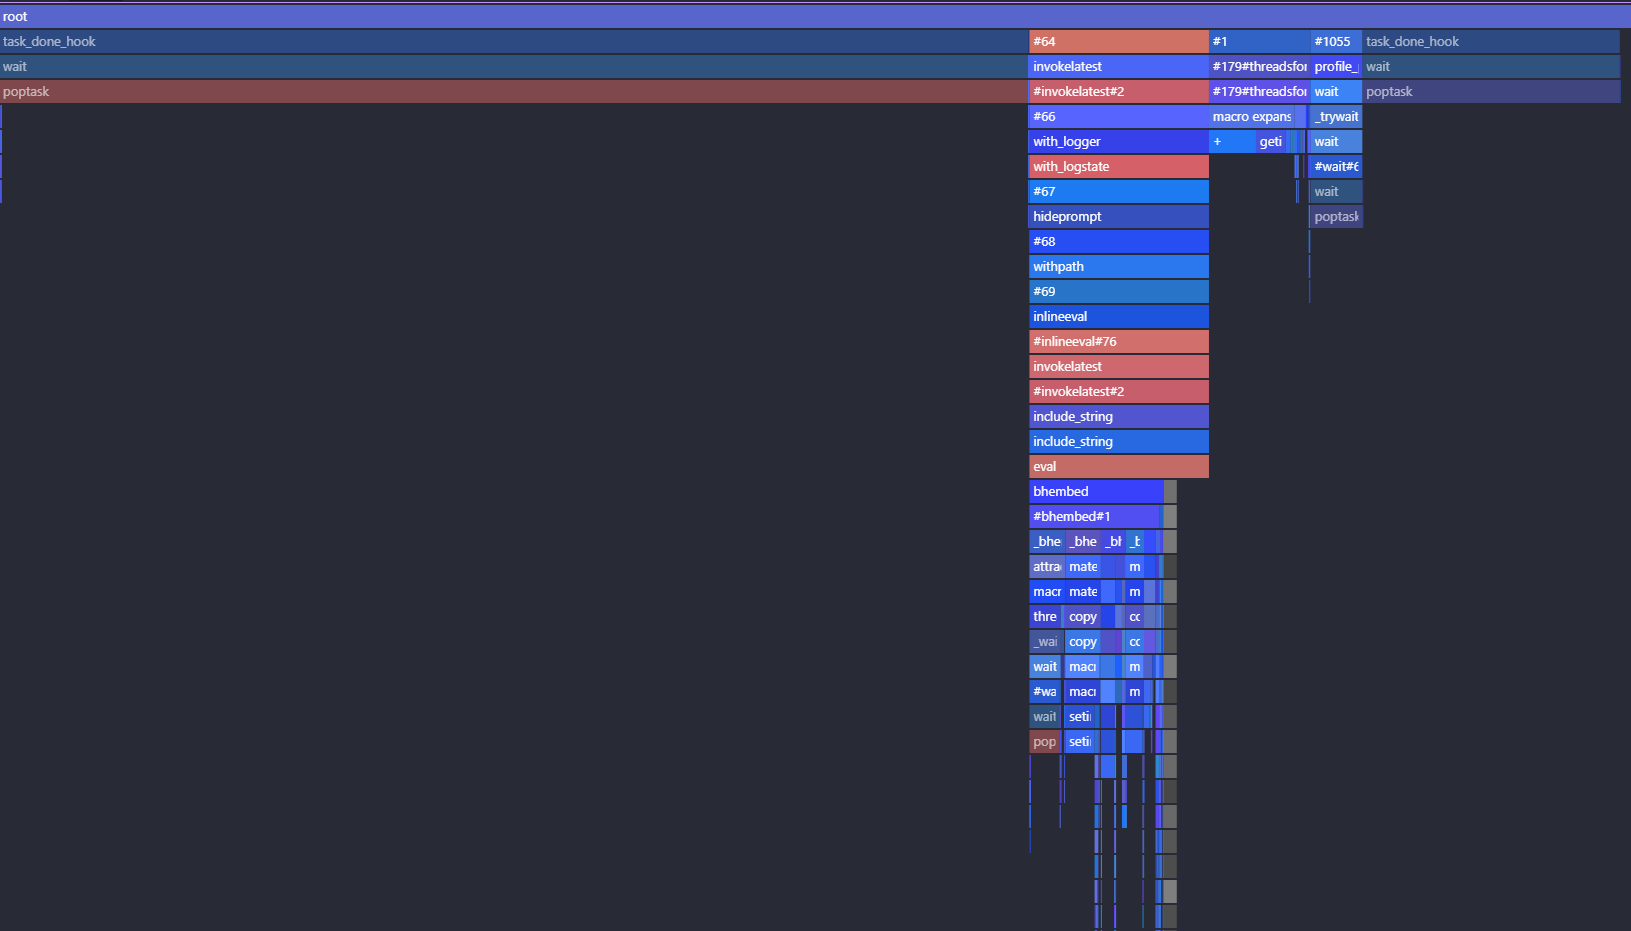 root
task_done_hook #64 #1 #1055 task_done_hook
wait invokelatest #179#threadsfor profile_ wait
poptask #invokelatest#2 #179#threadsfor wait poptask
#66 macro expans _trywait
with_logger + geti wait
with_logstate #wait#6
#67 wait
hideprompt poptask
#68
withpath
#69
inlineeval
#inlineeval#76
invokelatest
#invokelatest#2
include_string
include_string
eval
bhembed
#bhembed#1
_bhe _bhe _bl _b
attra mate m
macr mate m
thre copy cc
_wai copy cc
wait macr m
#wa macr m
wait seti
pop seti